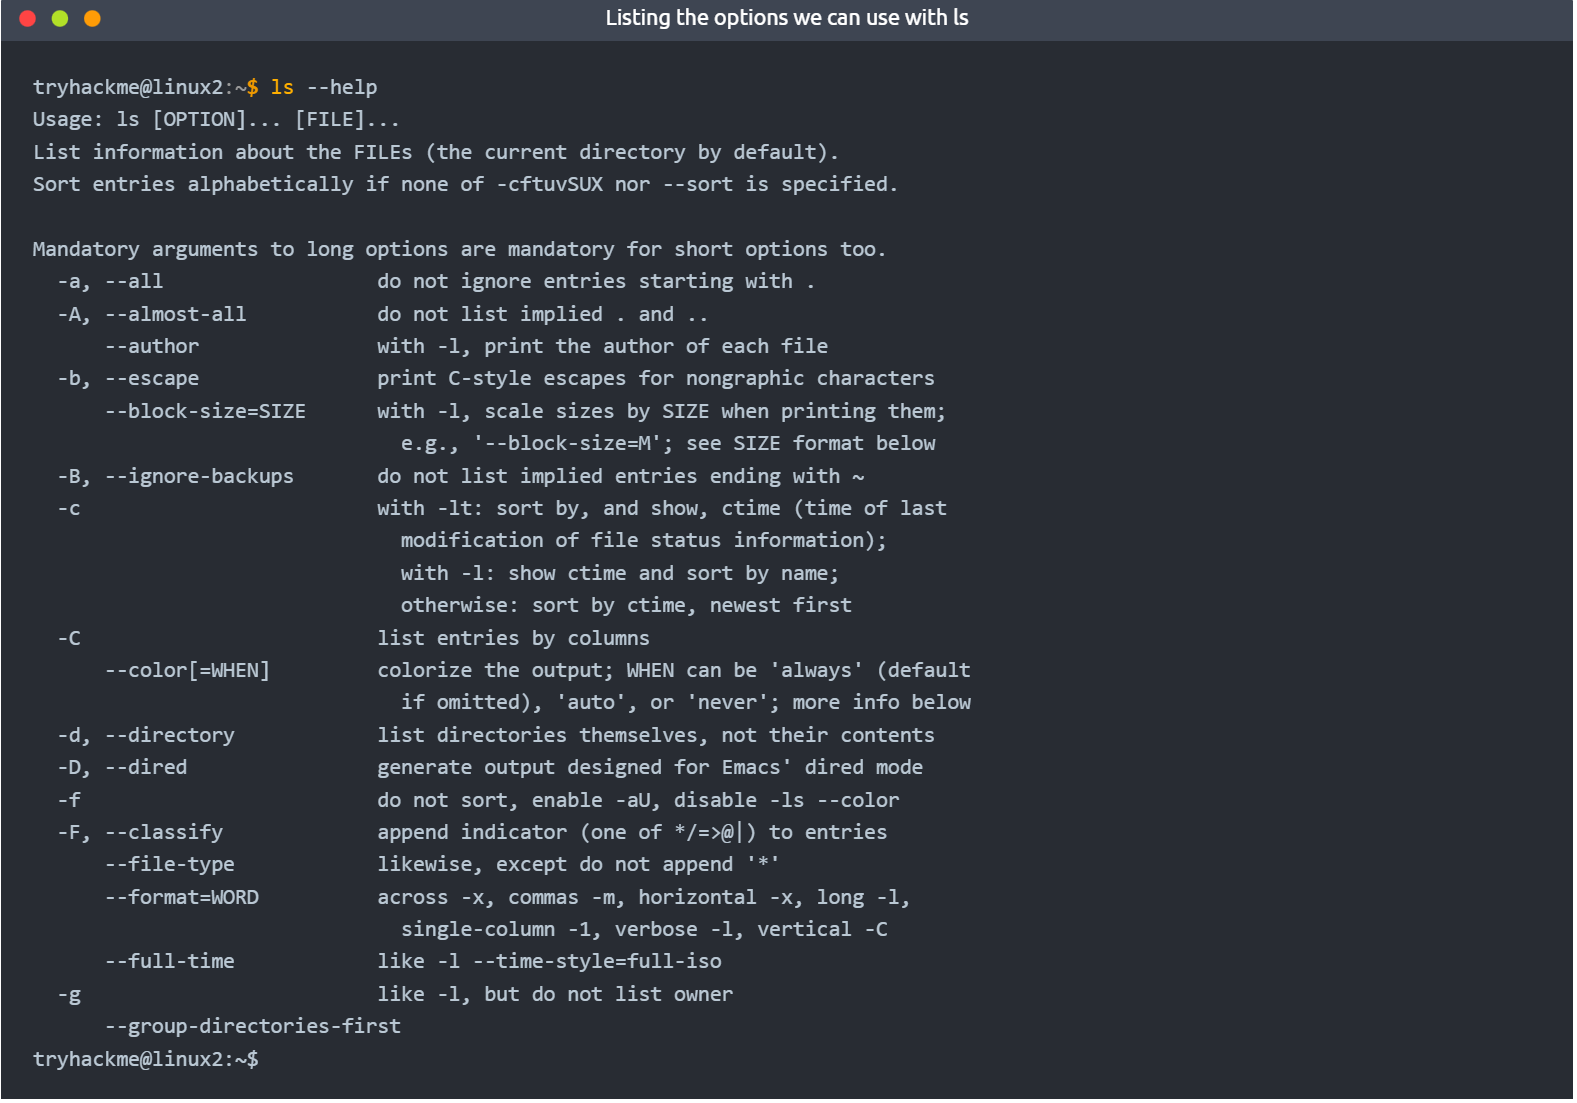 Listing the options we can use with ls
tryhackme@linux2:~$ ls --help
Usage: ls [OPTION]... [FILE]...
List information about the FILEs (the current directory by default).
Sort entries alphabetically if none of -cftuvSUX nor --sort is specified.

Mandatory arguments to long options are mandatory for short options too.
  -a, --all                  do not ignore entries starting with .
  -A, --almost-all           do not list implied . and ..
      --author               with -l, print the author of each file
  -b, --escape               print C-style escapes for nongraphic characters
      --block-size=SIZE      with -l, scale sizes by SIZE when printing them;
                               e.g., '--block-size=M'; see SIZE format below
  -B, --ignore-backups       do not list implied entries ending with ~
  -c                         with -lt: sort by, and show, ctime (time of last
                               modification of file status information);
                               with -l: show ctime and sort by name;
                               otherwise: sort by ctime, newest first
  -C                         list entries by columns
      --color[=WHEN]         colorize the output; WHEN can be 'always' (default
                               if omitted), 'auto', or 'never'; more info below
  -d, --directory            list directories themselves, not their contents
  -D, --dired                generate output designed for Emacs' dired mode
  -f                         do not sort, enable -aU, disable -ls --color
  -F, --classify             append indicator (one of */=>@|) to entries
      --file-type            likewise, except do not append '*'
      --format=WORD          across -x, commas -m, horizontal -x, long -l,
                               single-column -1, verbose -l, vertical -C
      --full-time            like -l --time-style=full-iso
  -g                         like -l, but do not list owner
      --group-directories-first
tryhackme@linux2:~$